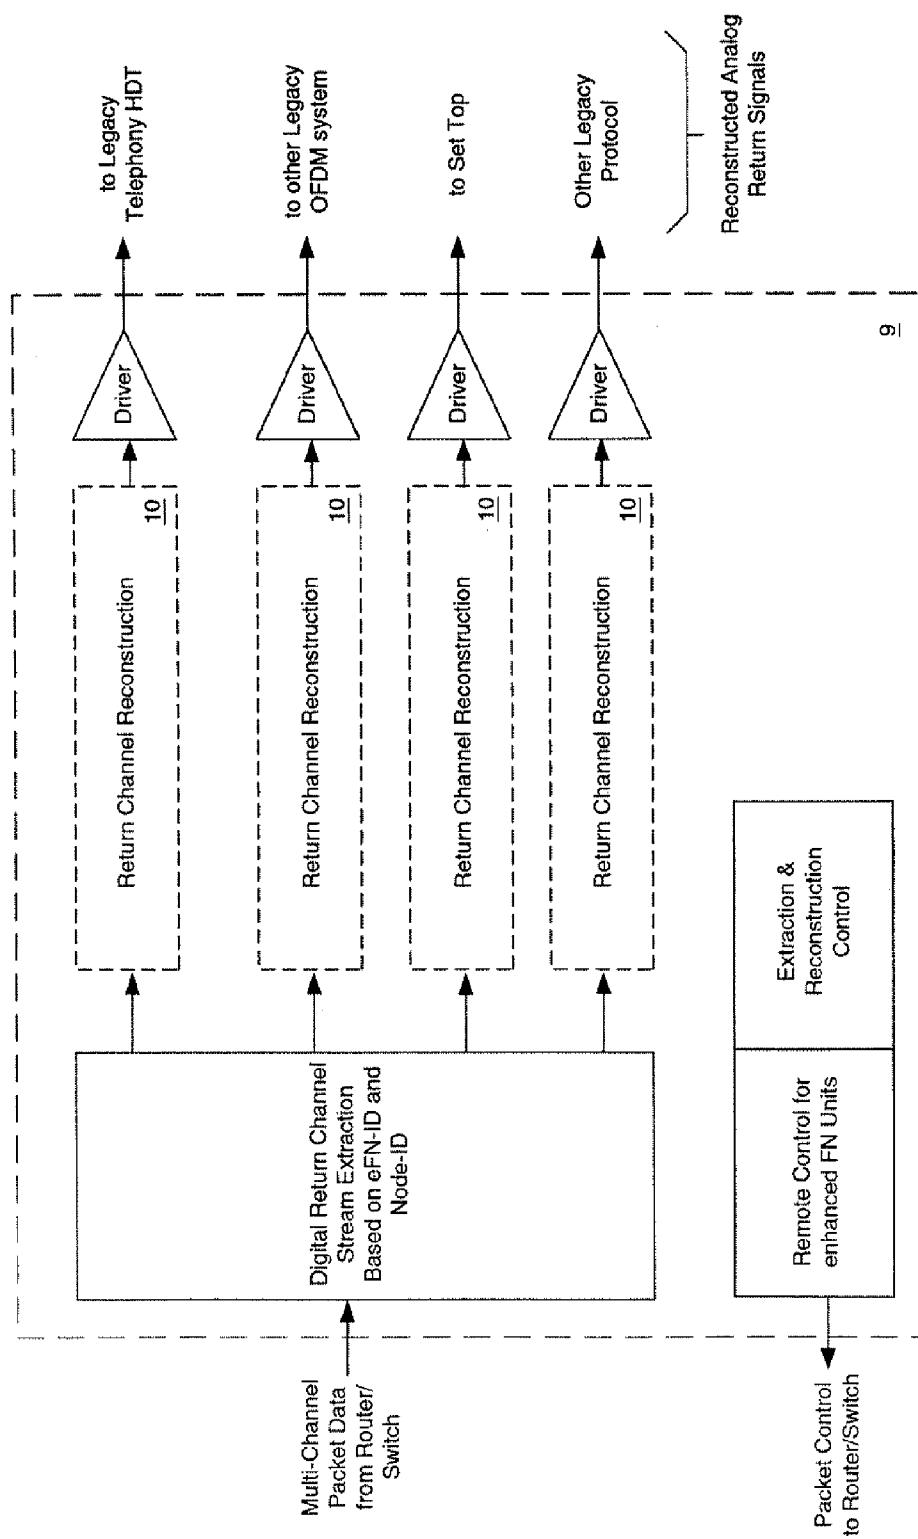 Multi-Channel
Packet Data
from Router/
Switch
Digital Return Channel
Stream Extraction
Based on eFN-ID and
Node-ID
Return Channel Reconstruction
10
Driver
to Legacy
Telephony HDT
Return Channel Reconstruction
10
Driver
to other Legacy
OFDM system
Return Channel Reconstruction
10
Driver
to Set Top
Return Channel Reconstruction
10
Driver
Other Legacy
Protocol
Reconstructed Analog
Return Signals
Packet Control
to Router/Switch
Remote Control for
enhanced FN Units
Extraction &
Reconstruction
Control
9